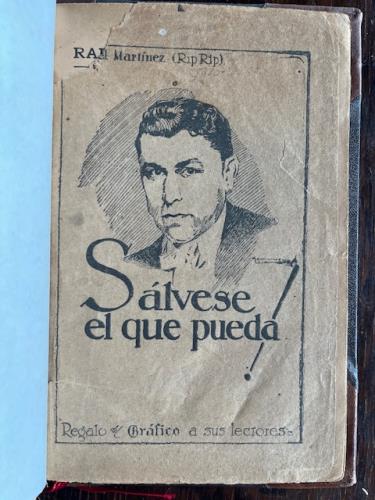 Martínez (Rip Rip)
Sálvese
el que pueda!
Regalo de Gráfico a sus lectores